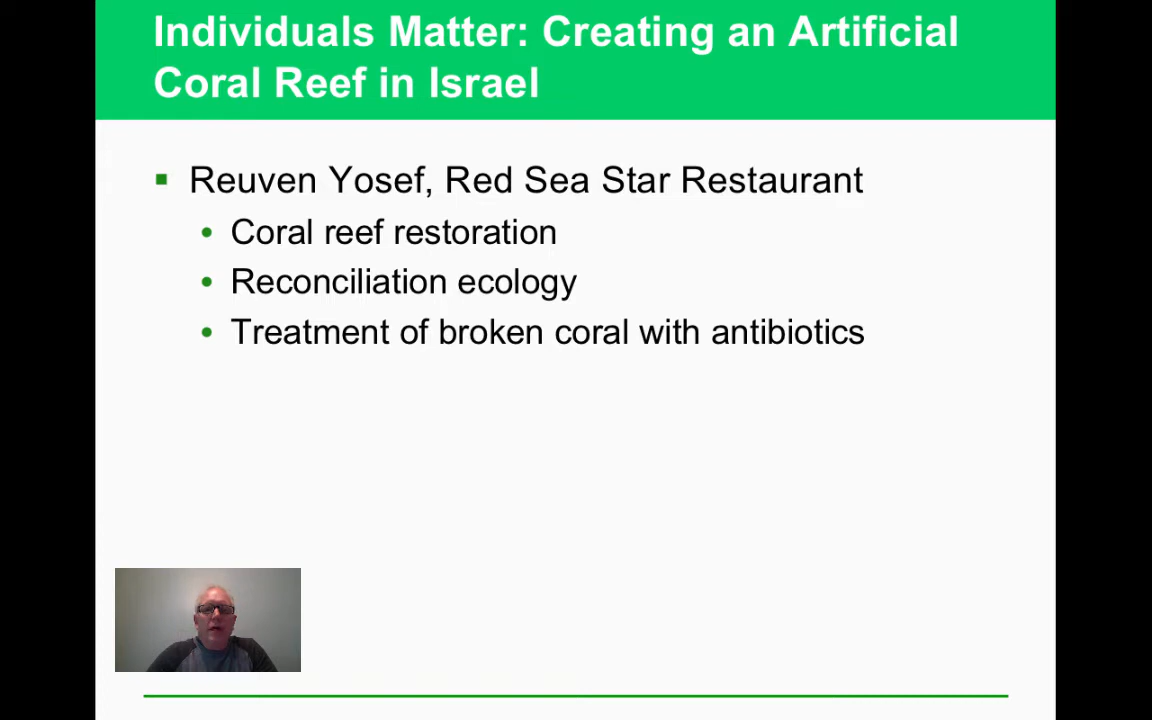 Individuals Matter: Creating an Artificial
Coral Reef in Israel
Reuven Yosef, Red Sea Star Restaurant
Coral reef restoration
Reconciliation ecology
Treatment of broken coral with antibiotics